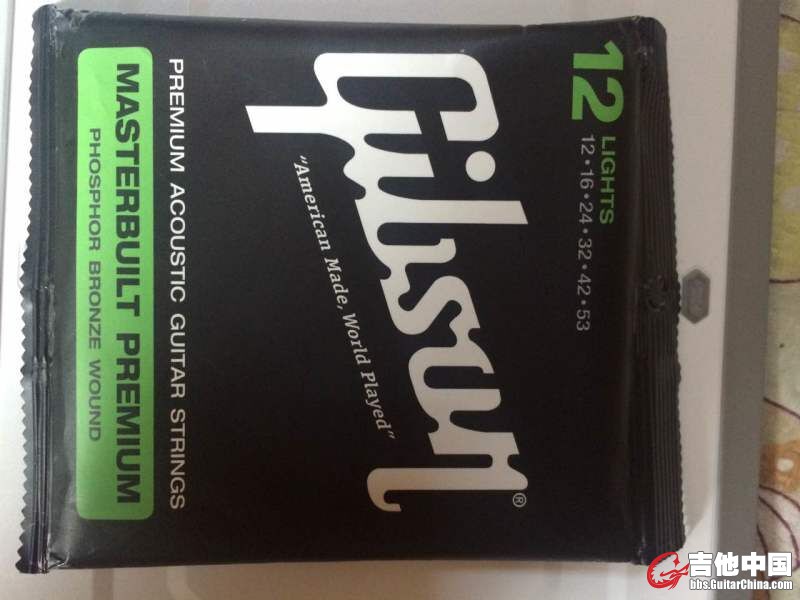 12
LIGHTS
12•16•24•32•42•53
Gibson®
"American Made, World Played"
PREMIUM ACOUSTIC GUITAR STRINGS
MASTERBUILT PREMIUM
PHOSPHOR BRONZE WOUND
吉他中国
bbs.GuitarChina.com